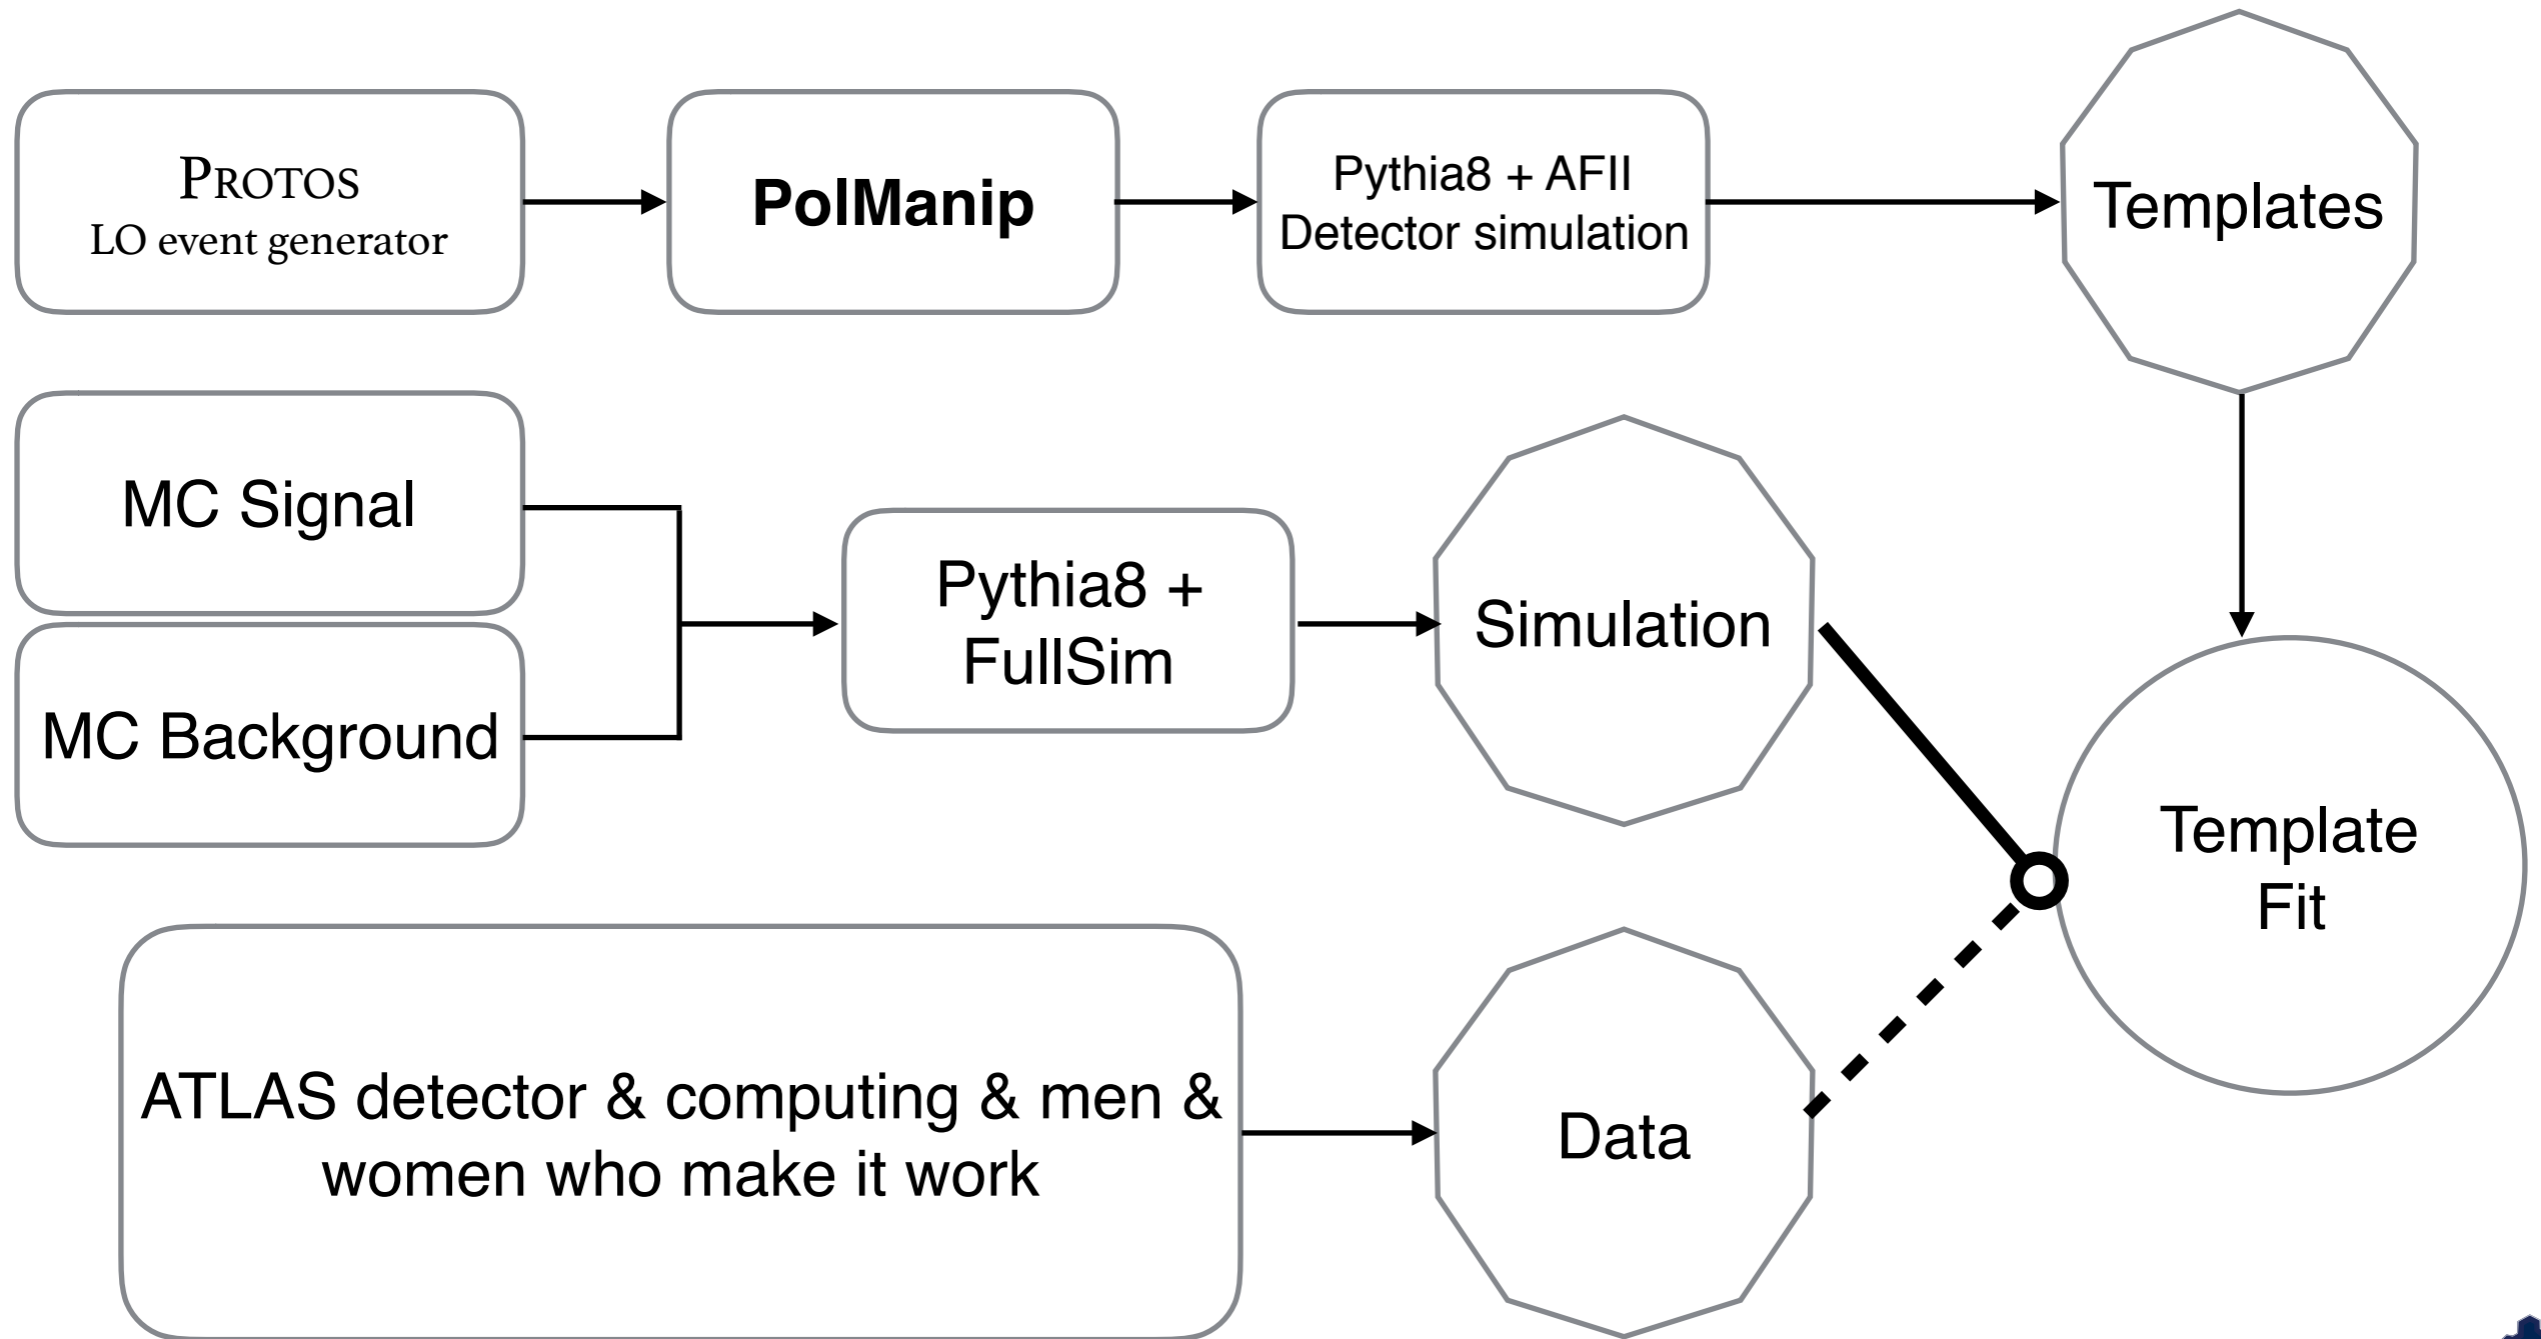 PROTOS
LO event generator
PolManip
Pythia8 + AFII
Detector simulation
Templates
MC Signal
MC Background
Pythia8 +
FullSim
Simulation
Template
Fit
ATLAS detector & computing & men &
women who make it work
Data